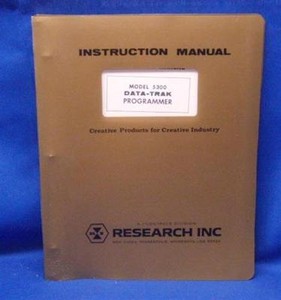 INSTRUCTION MANUAL
MODEL 5300
DATA-TRAK
PROGRAMMER
Creative Products for Creative Industry
RESEARCH INC